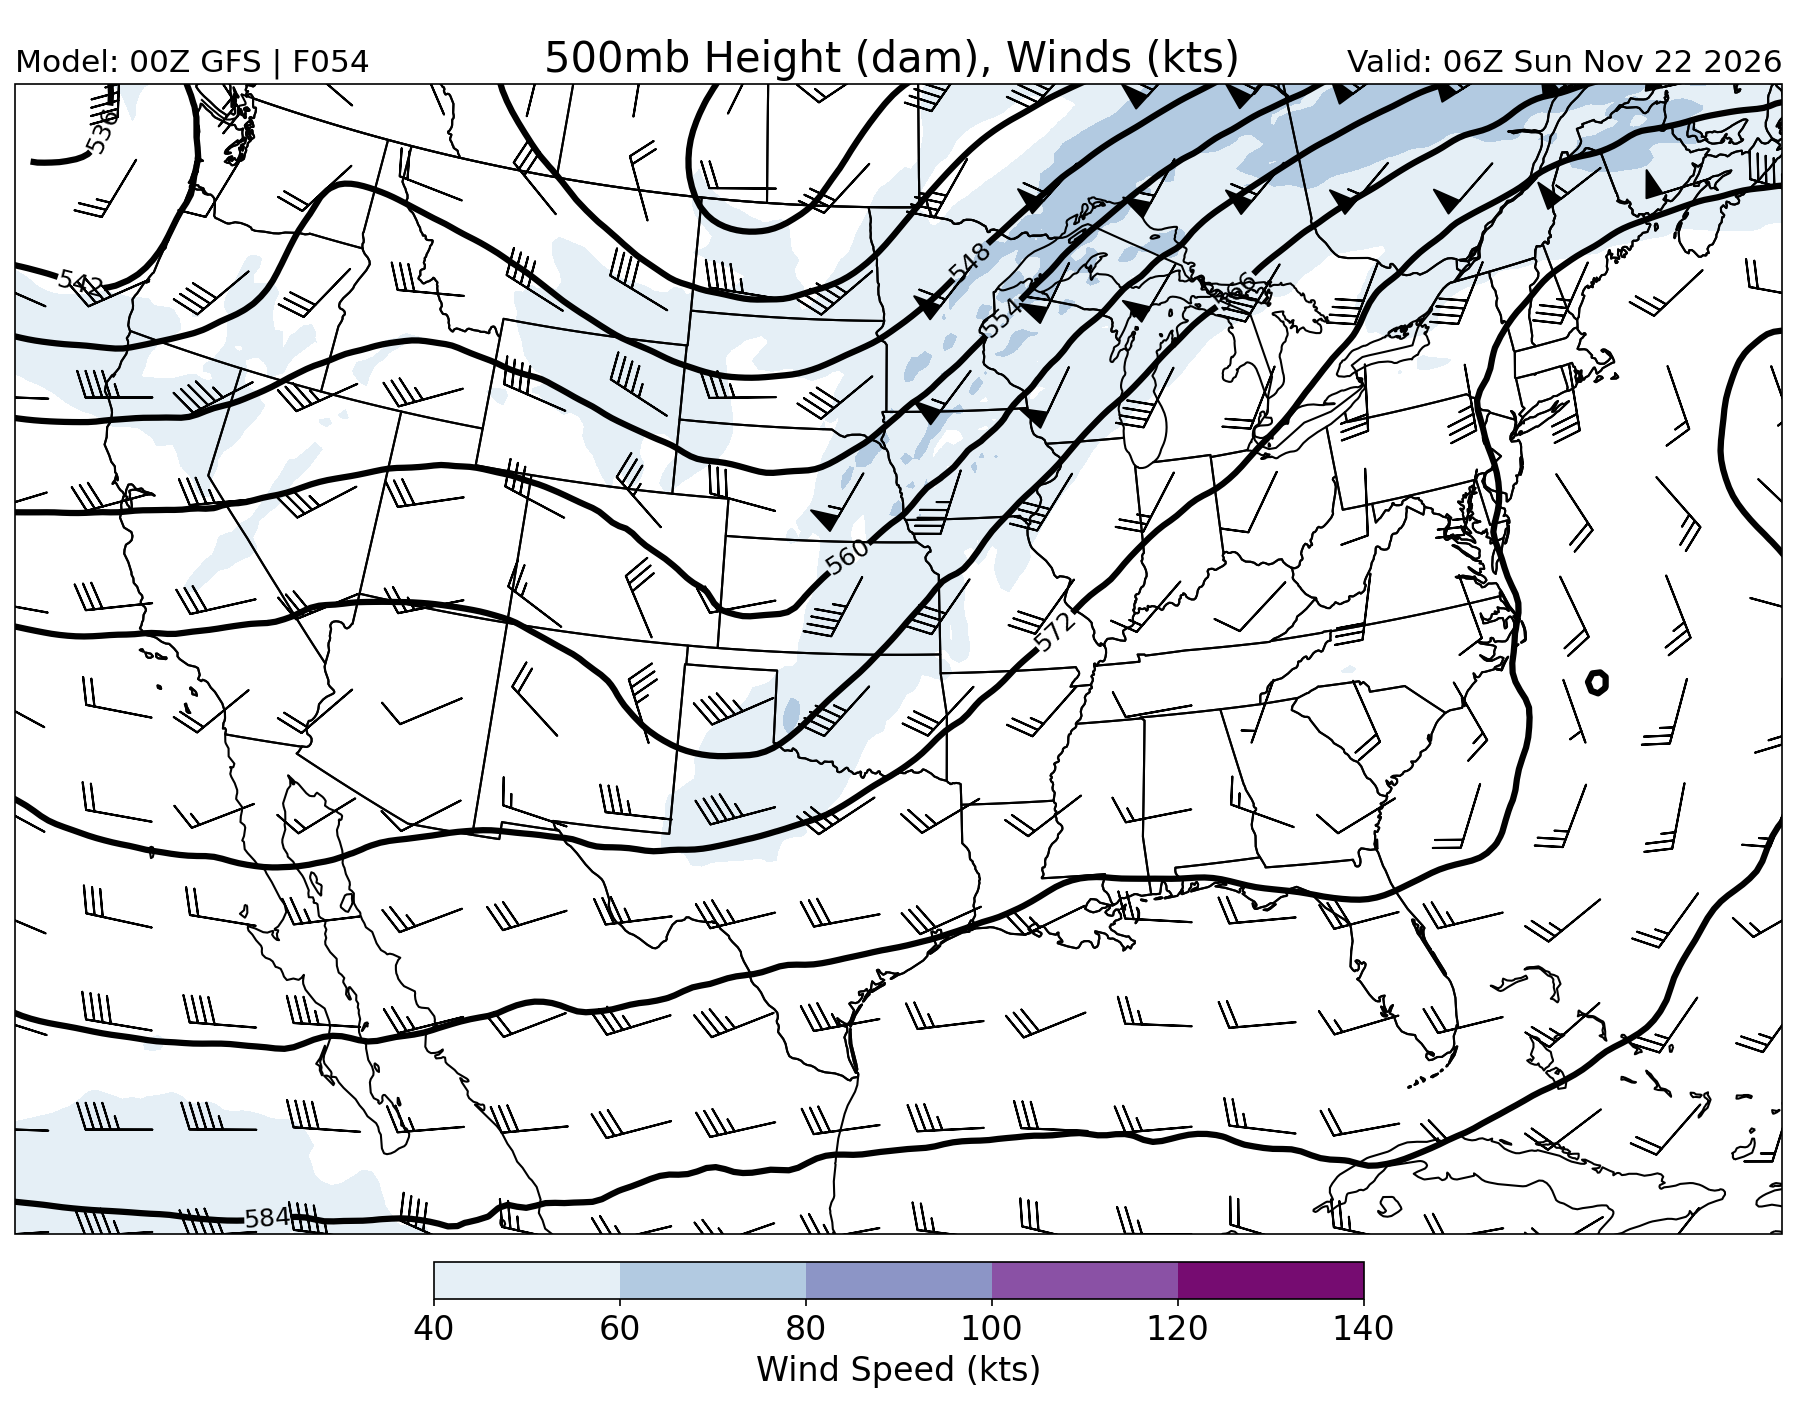 Model: 00Z GFS | F054
500mb Height (dam), Winds (kts)
Valid: 06Z Sun Nov 22 2026
536
542
548
554
566
560
572
584
40 60 80 100 120 140
Wind Speed (kts)